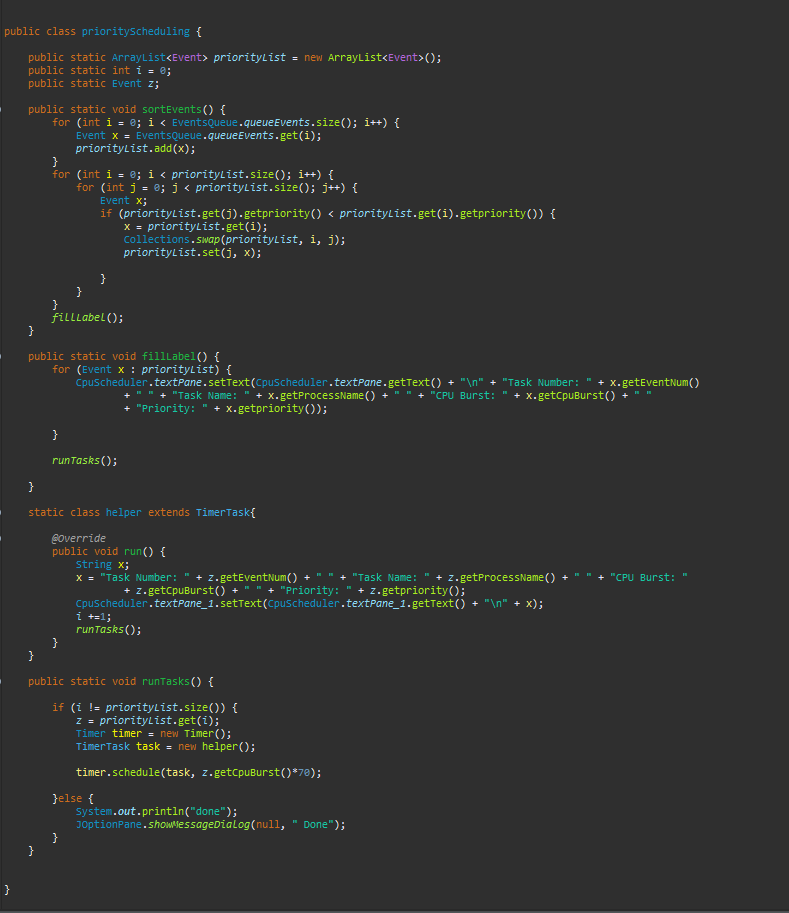 public class priorityScheduling {
public static ArrayList<Event> priorityList = new ArrayList<Event>();
public static int i = 0;
public static Event z;
public static void sortEvents() {
for (int i = 0; i < EventsQueue.queueEvents.size(); i++) {
Event x = EventsQueue.queueEvents.get(i);
priorityList.add(x);
}
for (int i = 0; i < priorityList.size(); i++) {
for (int j = 0; j < priorityList.size(); j++) {
Event x;
if (priorityList.get(j).getpriority() < priorityList.get(i).getpriority()) {
x = priorityList.get(i);
Collections.swap(priorityList, i, j);
priorityList.set(j, x);
}
}
}
fillLabel();
}
public static void fillLabel() {
for (Event x : priorityList) {
CpuScheduler.textPane.setText(CpuScheduler.textPane.getText() + "\n" + "Task Number: " + x.getEventNum()
+ " " + "Task Name: " + x.getProcessName() + " " + "CPU Burst: " + x.getCpuBurst() + " "
+ "Priority: " + x.getpriority());
}
runTasks();
}
static class helper extends TimerTask{
@Override
public void run() {
String x;
x = "Task Number: " + z.getEventNum() + " " + "Task Name: " + z.getProcessName() + " " + "CPU Burst: "
+ z.getCpuBurst() + " " + "Priority: " + z.getpriority();
CpuScheduler.textPane_1.setText(CpuScheduler.textPane_1.getText() + "\n" + x);
i +=1;
runTasks();
}
}
public static void runTasks() {
if (i != priorityList.size()) {
z = priorityList.get(i);
Timer timer = new Timer();
TimerTask task = new helper();
timer.schedule(task, z.getCpuBurst()*70);
}else {
System.out.println("done");
JOptionPane.showMessageDialog(null, " Done");
}
}
}